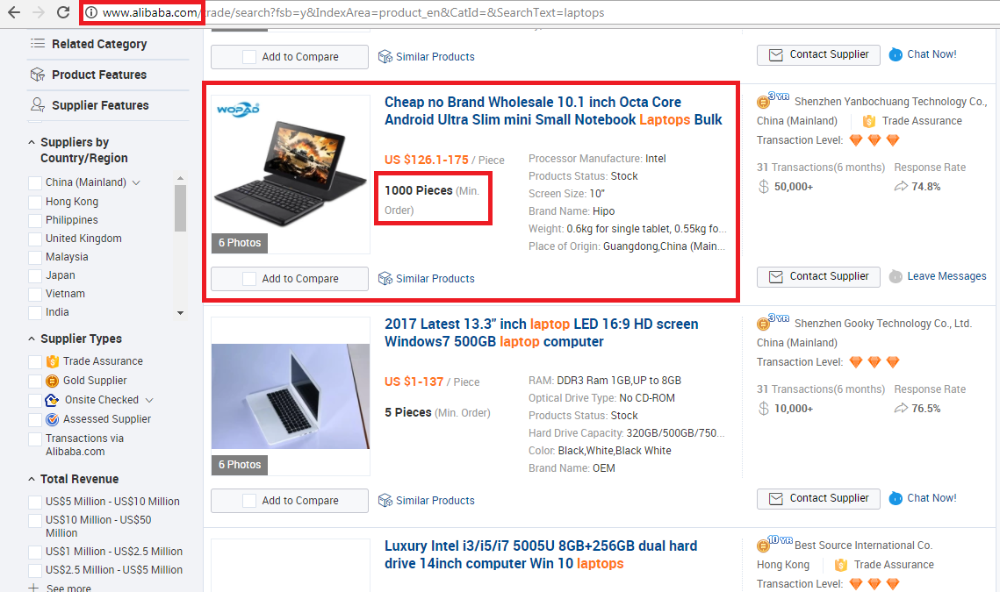 www.alibaba.com/trade/search?fsb=y&IndexArea=product_en&CatId=&SearchText=laptops
Related Category
Product Features
Supplier Features
Suppliers by
Country/Region
China (Mainland)
Hong Kong
Philippines
United Kingdom
Malaysia
Japan
Vietnam
India
Supplier Types
Trade Assurance
Gold Supplier
Onsite Checked
Assessed Supplier
Transactions via
Alibaba.com
Total Revenue
US$5 Million - US$10 Million
US$10 Million - US$50
Million
US$1 Million - US$2.5 Million
US$2.5 Million - US$5 Million
See more
Add to Compare
Similar Products
Contact Supplier
Chat Now!
WOPAD
6 Photos
Cheap no Brand Wholesale 10.1 inch Octa Core
Android Ultra Slim mini Small Notebook Laptops Bulk
US $126.1-175 / Piece
1000 Pieces (Min.
Order)
Processor Manufacture: Intel
Products Status: Stock
Screen Size: 10"
Brand Name: Hipo
Weight: 0.6kg for single tablet, 0.55kg fo...
Place of Origin: Guangdong,China (Main...
Add to Compare
Similar Products
3YR Shenzhen Yanbochuang Technology Co.,
China (Mainland) Trade Assurance
Transaction Level:
31 Transactions(6 months) Response Rate
$ 50,000+ 74.8%
Contact Supplier
Leave Messages
6 Photos
2017 Latest 13.3" inch laptop LED 16:9 HD screen
Windows7 500GB laptop computer
US $1-137 / Piece
5 Pieces (Min. Order)
RAM: DDR3 Ram 1GB,UP to 8GB
Optical Drive Type: No CD-ROM
Products Status: Stock
Hard Drive Capacity: 320GB/500GB/750...
Color: Black,White,Black White
Brand Name: OEM
Add to Compare
Similar Products
3YR Shenzhen Gooky Technology Co., Ltd.
China (Mainland)
Transaction Level:
31 Transactions(6 months) Response Rate
$ 10,000+ 76.5%
Contact Supplier
Chat Now!
Luxury Intel i3/i5/i7 5005U 8GB+256GB dual hard
drive 14inch computer Win 10 laptops
10YR Best Source International Co.
Hong Kong Trade Assurance
Transaction Level: